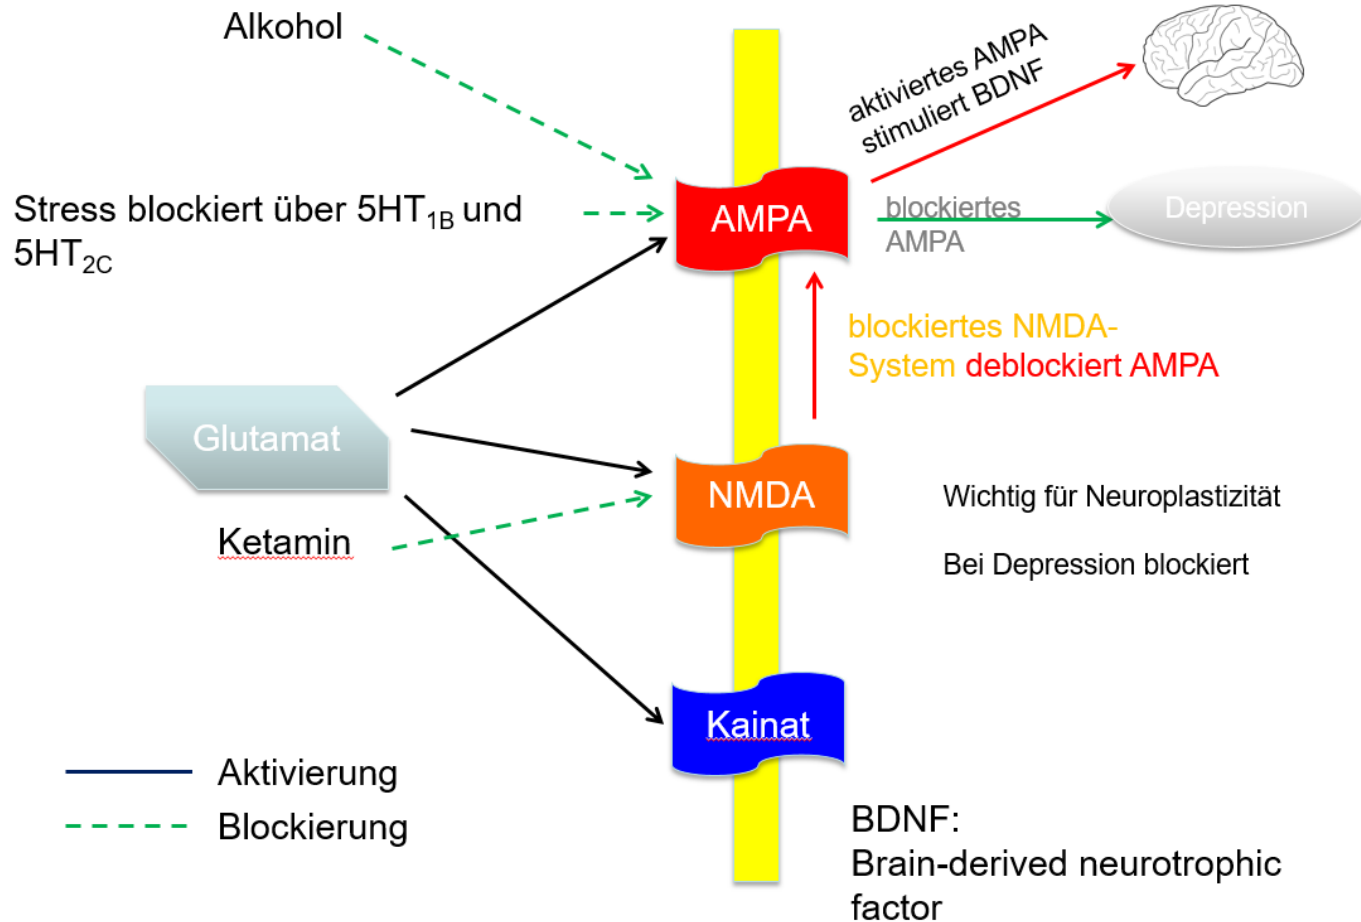 Alkohol
aktiviertes AMPA
stimuliert BDNF
Stress blockiert über 5HT1B und
5HT2C
AMPA
blockiertes
AMPA
Depression
blockiertes NMDA-
System deblockiert AMPA
Glutamat
NMDA
Wichtig für Neuroplastizität
Ketamin
Bei Depression blockiert
Kainat
Aktivierung
Blockierung
BDNF:
Brain-derived neurotrophic
factor